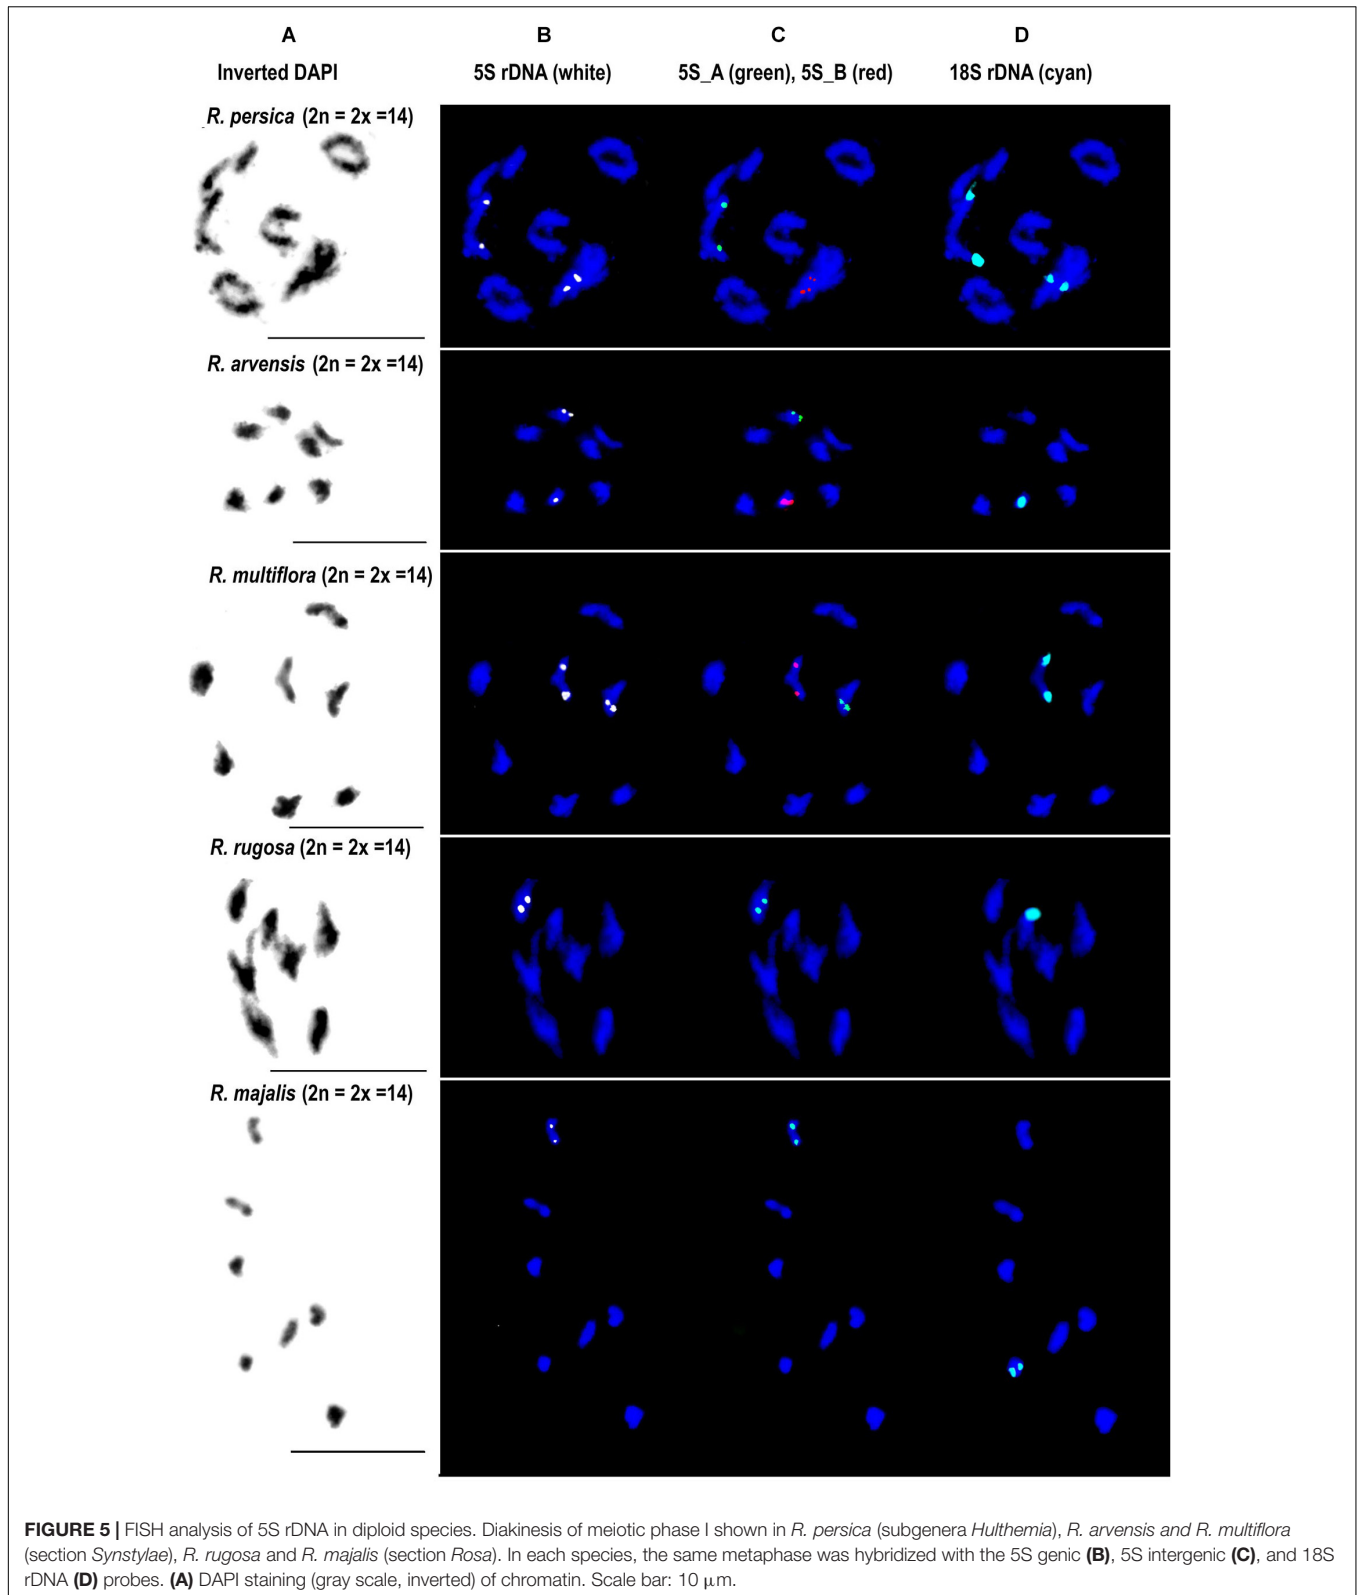 A B C D
Inverted DAPI 5S rDNA (white) 5S_A (green), 5S_B (red) 18S rDNA (cyan)
R. persica (2n = 2x =14)
R. arvensis (2n = 2x =14)
R. multiflora (2n = 2x =14)
R. rugosa (2n = 2x =14)
R. majalis (2n = 2x =14)
FIGURE 5 | FISH analysis of 5S rDNA in diploid species. Diakinesis of meiotic phase I shown in R. persica (subgenera Hulthemia), R. arvensis and R. multiflora
(section Synstylae), R. rugosa and R. majalis (section Rosa). In each species, the same metaphase was hybridized with the 5S genic (B), 5S intergenic (C), and 18S
rDNA (D) probes. (A) DAPI staining (gray scale, inverted) of chromatin. Scale bar: 10 μm.